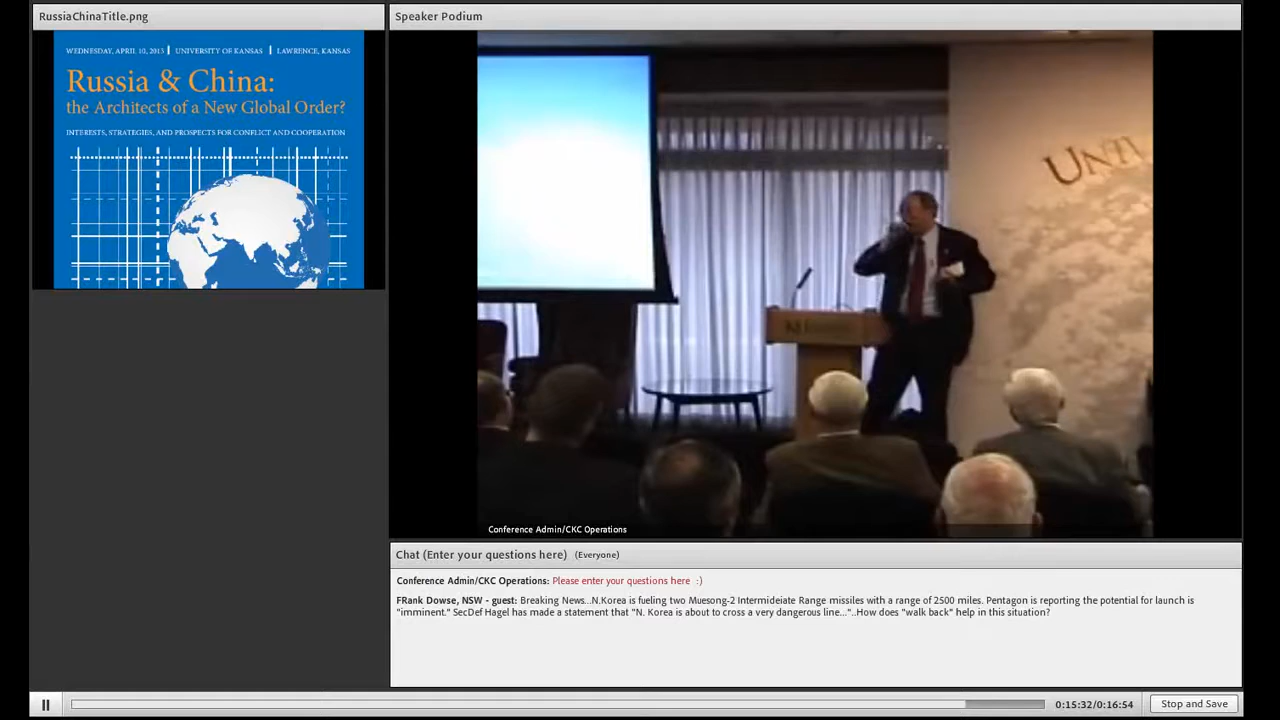 RussiaChinaTitle.png
WEDNESDAY, APRIL 10, 2013 | UNIVERSITY OF KANSAS | LAWRENCE, KANSAS
Russia & China:
the Architects of a New Global Order?
INTERESTS, STRATEGIES, AND PROSPECTS FOR CONFLICT AND COOPERATION
Speaker Podium
Conference Admin/CKC Operations
Chat (Enter your questions here) (Everyone)
Conference Admin/CKC Operations: Please enter your questions here :)
FRank Dowse, NSW - guest: Breaking News...N.Korea is fueling two Muesong-2 Intermideiate Range missiles with a range of 2500 miles. Pentagon is reporting the potential for launch is
"imminent." SecDef Hagel has made a statement that "N. Korea is about to cross a very dangerous line..."..How does "walk back" help in this situation?
0:15:32/0:16:54
Stop and Save